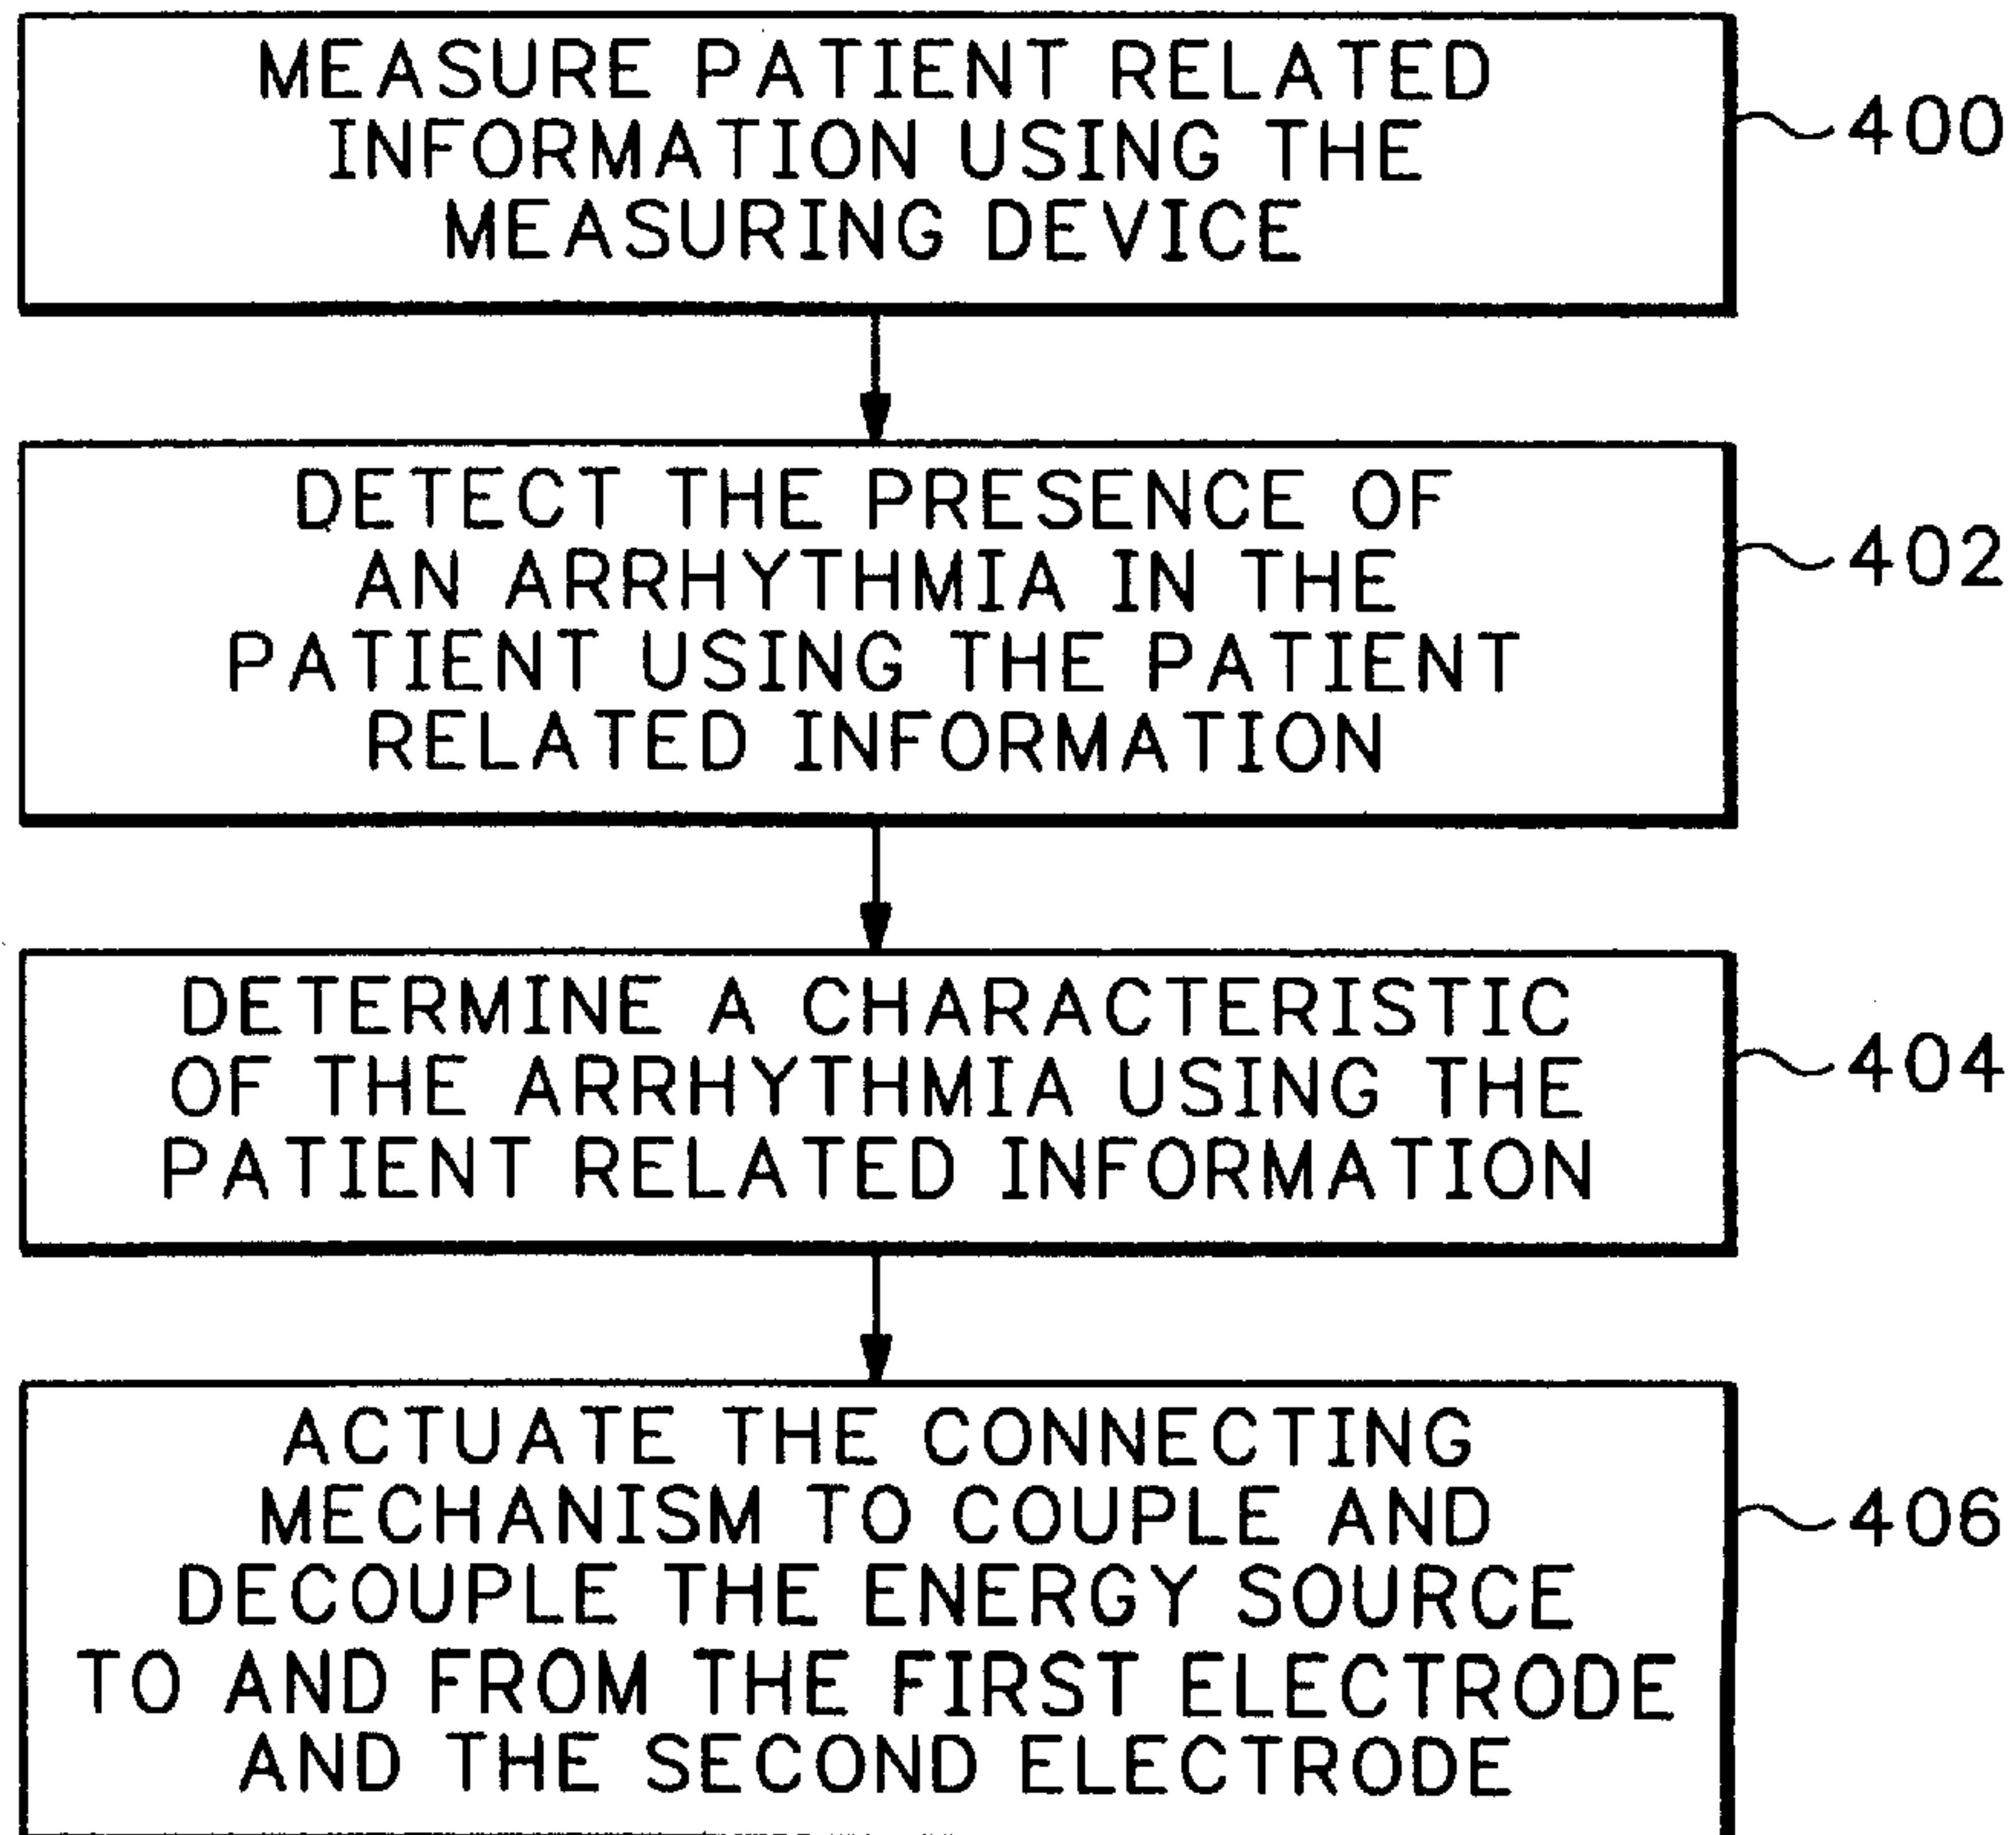 MEASURE PATIENT RELATED
INFORMATION USING THE
MEASURING DEVICE
400
DETECT THE PRESENCE OF
AN ARRHYTHMIA IN THE
PATIENT USING THE PATIENT
RELATED INFORMATION
402
DETERMINE A CHARACTERISTIC
OF THE ARRHYTHMIA USING THE
PATIENT RELATED INFORMATION
404
ACTUATE THE CONNECTING
MECHANISM TO COUPLE AND
DECOUPLE THE ENERGY SOURCE
TO AND FROM THE FIRST ELECTRODE
AND THE SECOND ELECTRODE
406